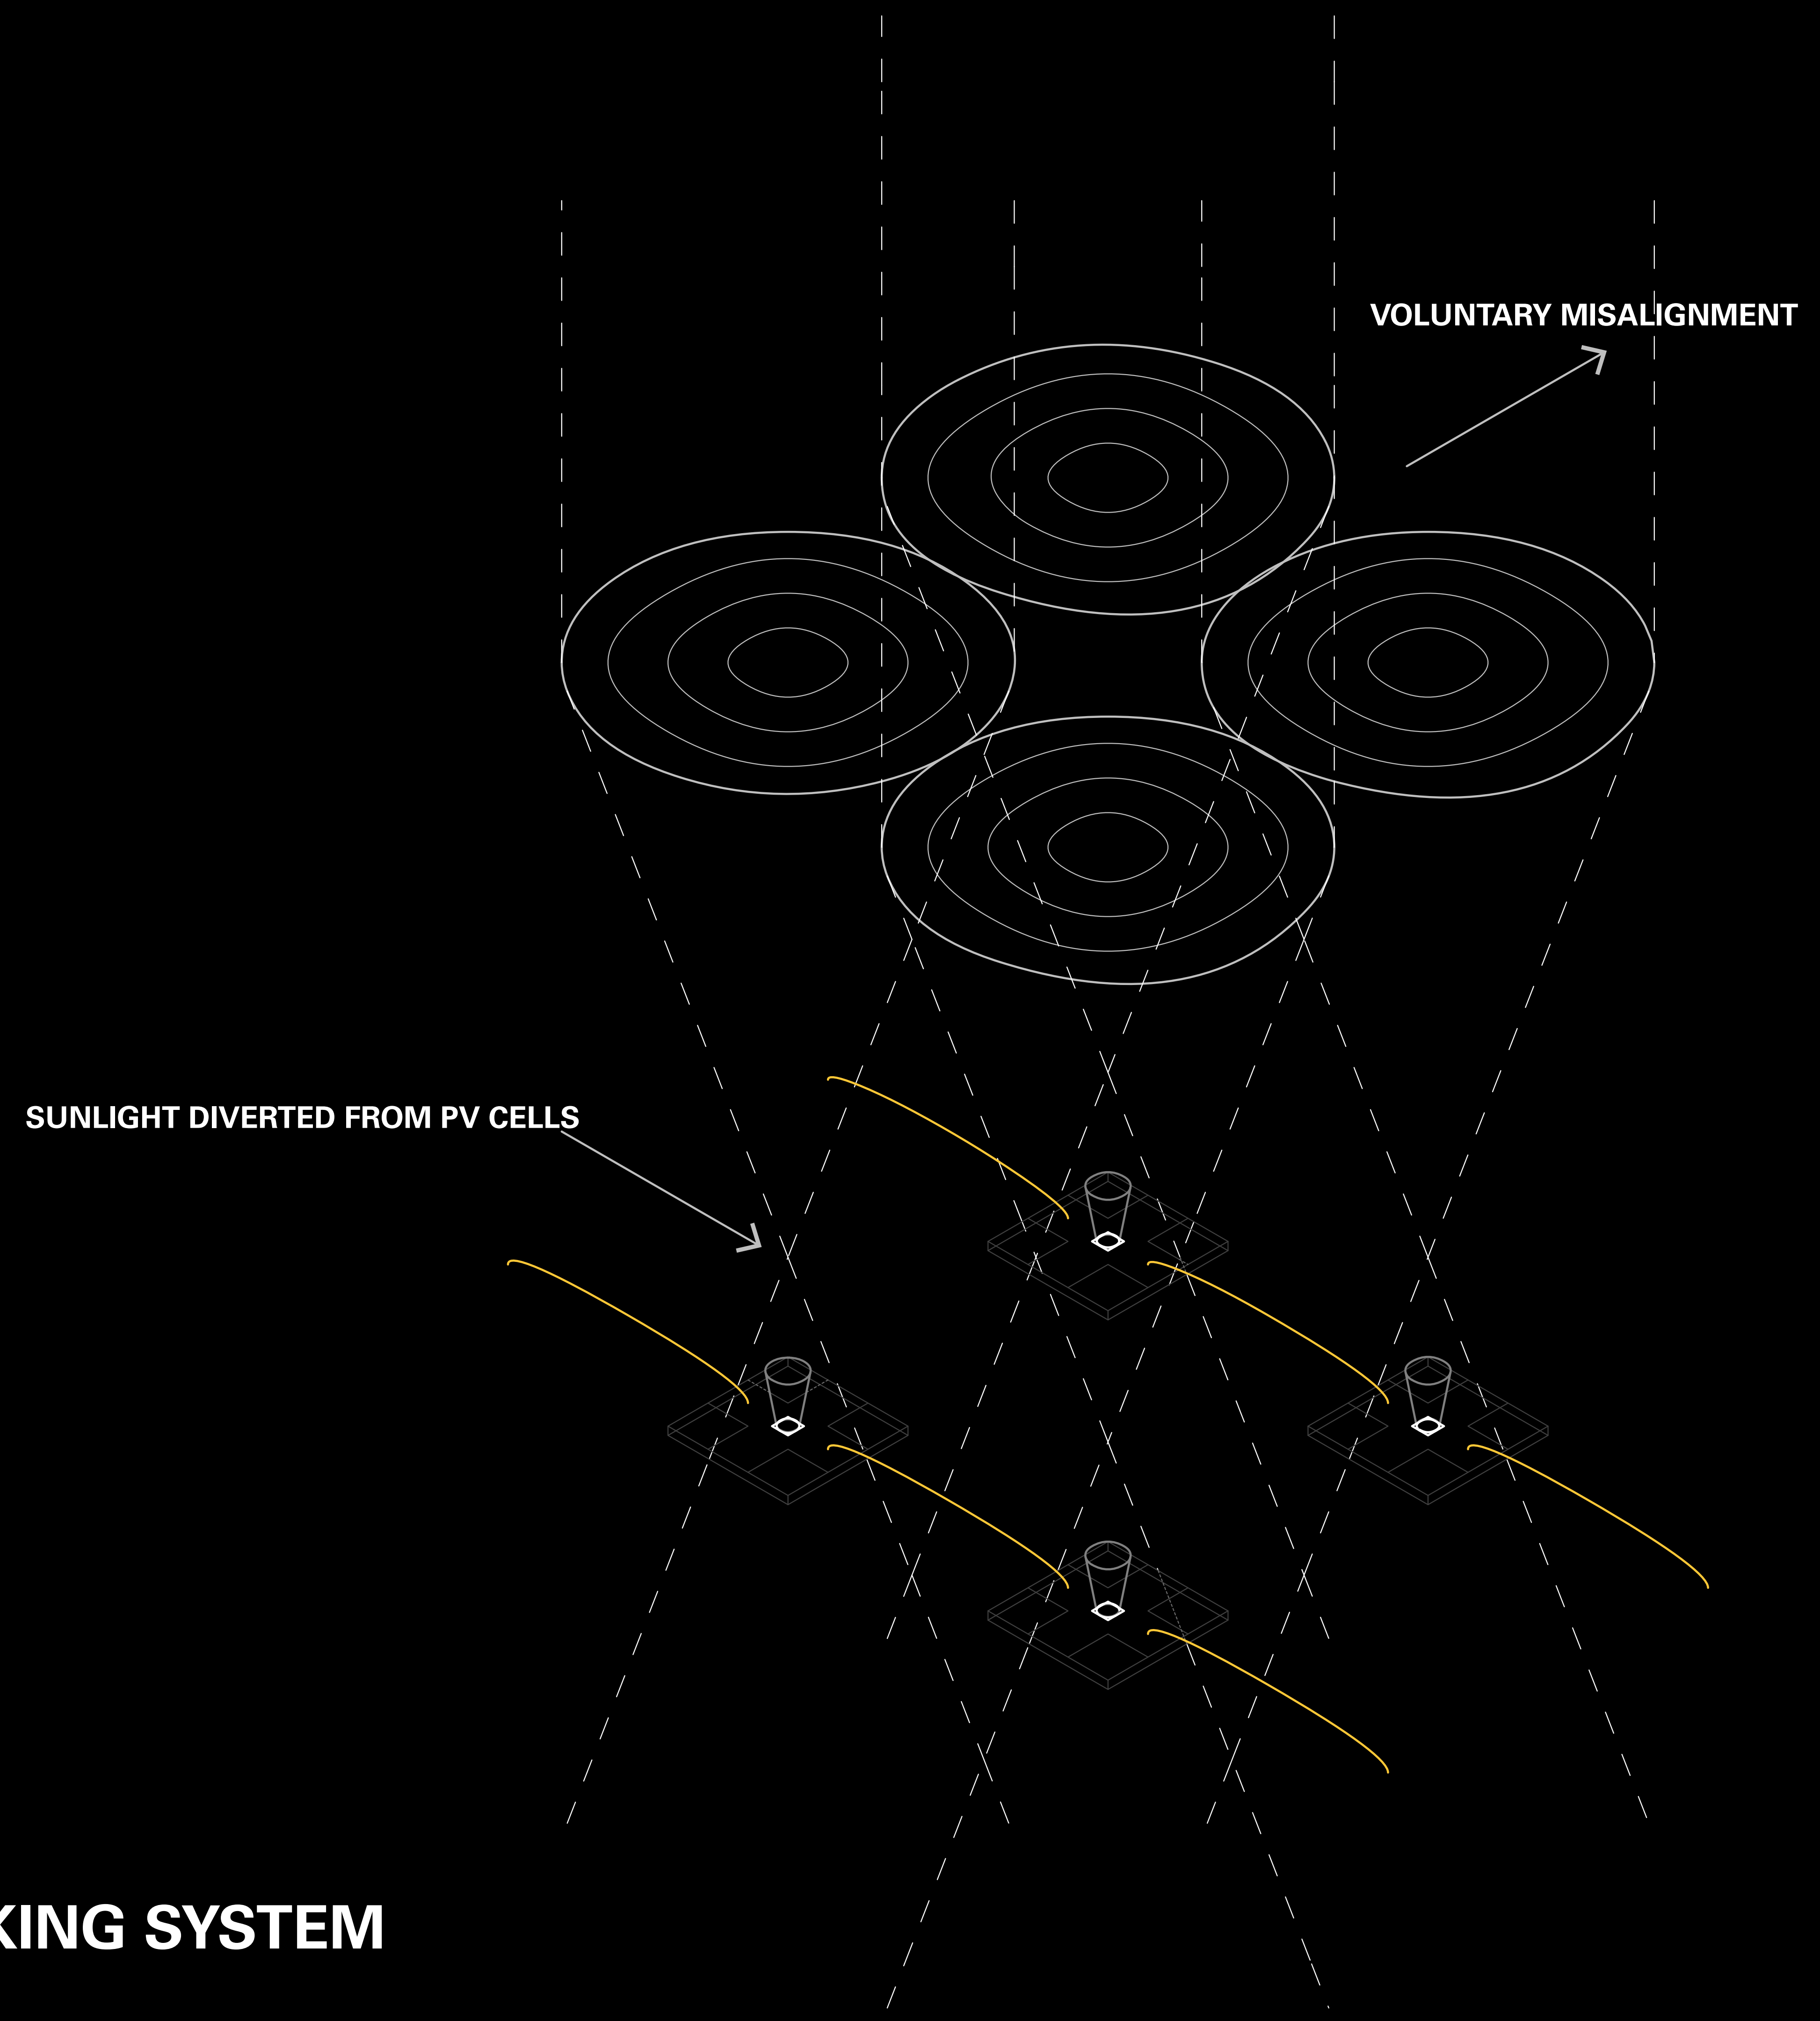 VOLUNTARY MISALIGNMENT
SUNLIGHT DIVERTED FROM PV CELLS
KING SYSTEM